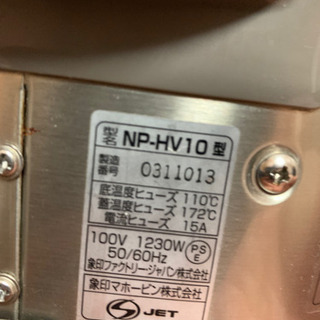 型名 NP-HV10型
製造番号 0311013
底温度ヒューズ 110℃
蓋温度ヒューズ 172℃
電流ヒューズ 15A
100V 1230W
50/60Hz
PSE
象印ファクトリージャパン株式会社
象印マホービン株式会社
S JET